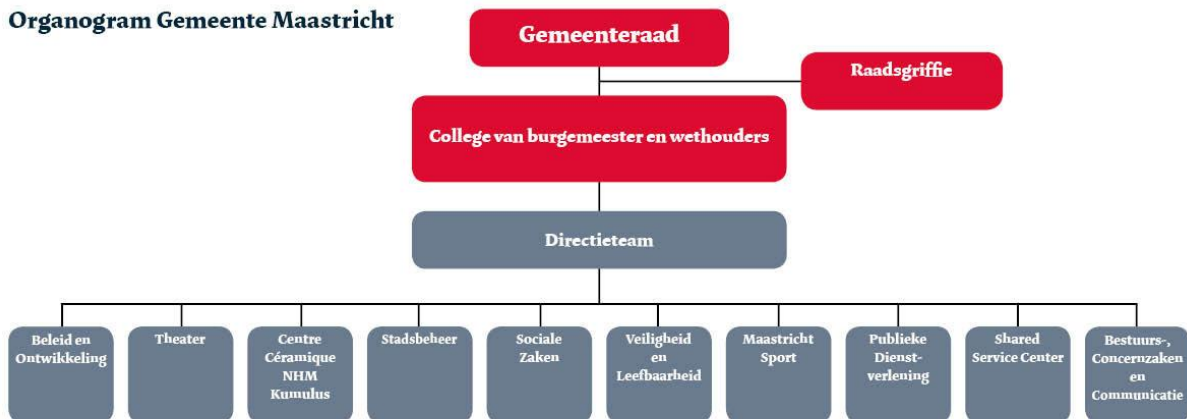 Organogram Gemeente Maastricht
Gemeenteraad
Raadsgriffie
College van burgemeester en wethouders
Directieteam
Beleid en
Ontwikkeling
Theater
Centre
Céramique
NHM
Kumulus
Stadsbeheer
Sociale
Zaken
Veiligheid
en
Leefbaarheid
Maastricht
Sport
Publieke
Dienst-
verlening
Shared
Service Center
Bestuurs-,
Concernzaken
en
Communicatie